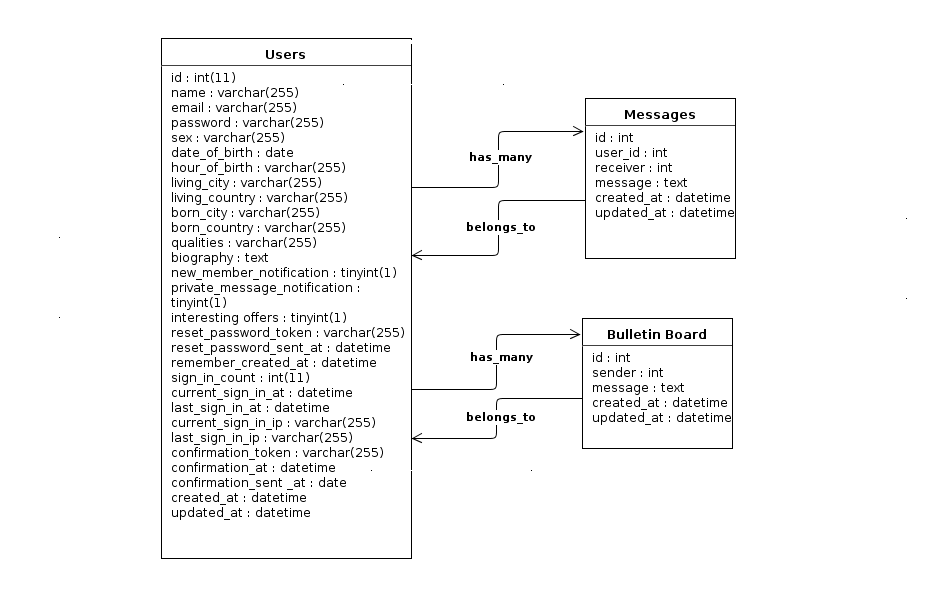 Users
id : int(11)
name : varchar(255)
email : varchar(255)
password : varchar(255)
sex : varchar(255)
date_of_birth : date
hour_of_birth : varchar(255)
living_city : varchar(255)
living_country : varchar(255)
born_city : varchar(255)
born_country : varchar(255)
qualities : varchar(255)
biography : text
new_member_notification : tinyint(1)
private_message_notification :
tinyint(1)
interesting offers : tinyint(1)
reset_password_token : varchar(255)
reset_password_sent_at : datetime
remember_created_at : datetime
sign_in_count : int(11)
current_sign_in_at : datetime
last_sign_in_at : datetime
current_sign_in_ip : varchar(255)
last_sign_in_ip : varchar(255)
confirmation_token : varchar(255)
confirmation_at : datetime
confirmation_sent _at : date
created_at : datetime
updated_at : datetime
has_many
belongs_to
Messages
id : int
user_id : int
receiver : int
message : text
created_at : datetime
updated_at : datetime
has_many
belongs_to
Bulletin Board
id : int
sender : int
message : text
created_at : datetime
updated_at : datetime